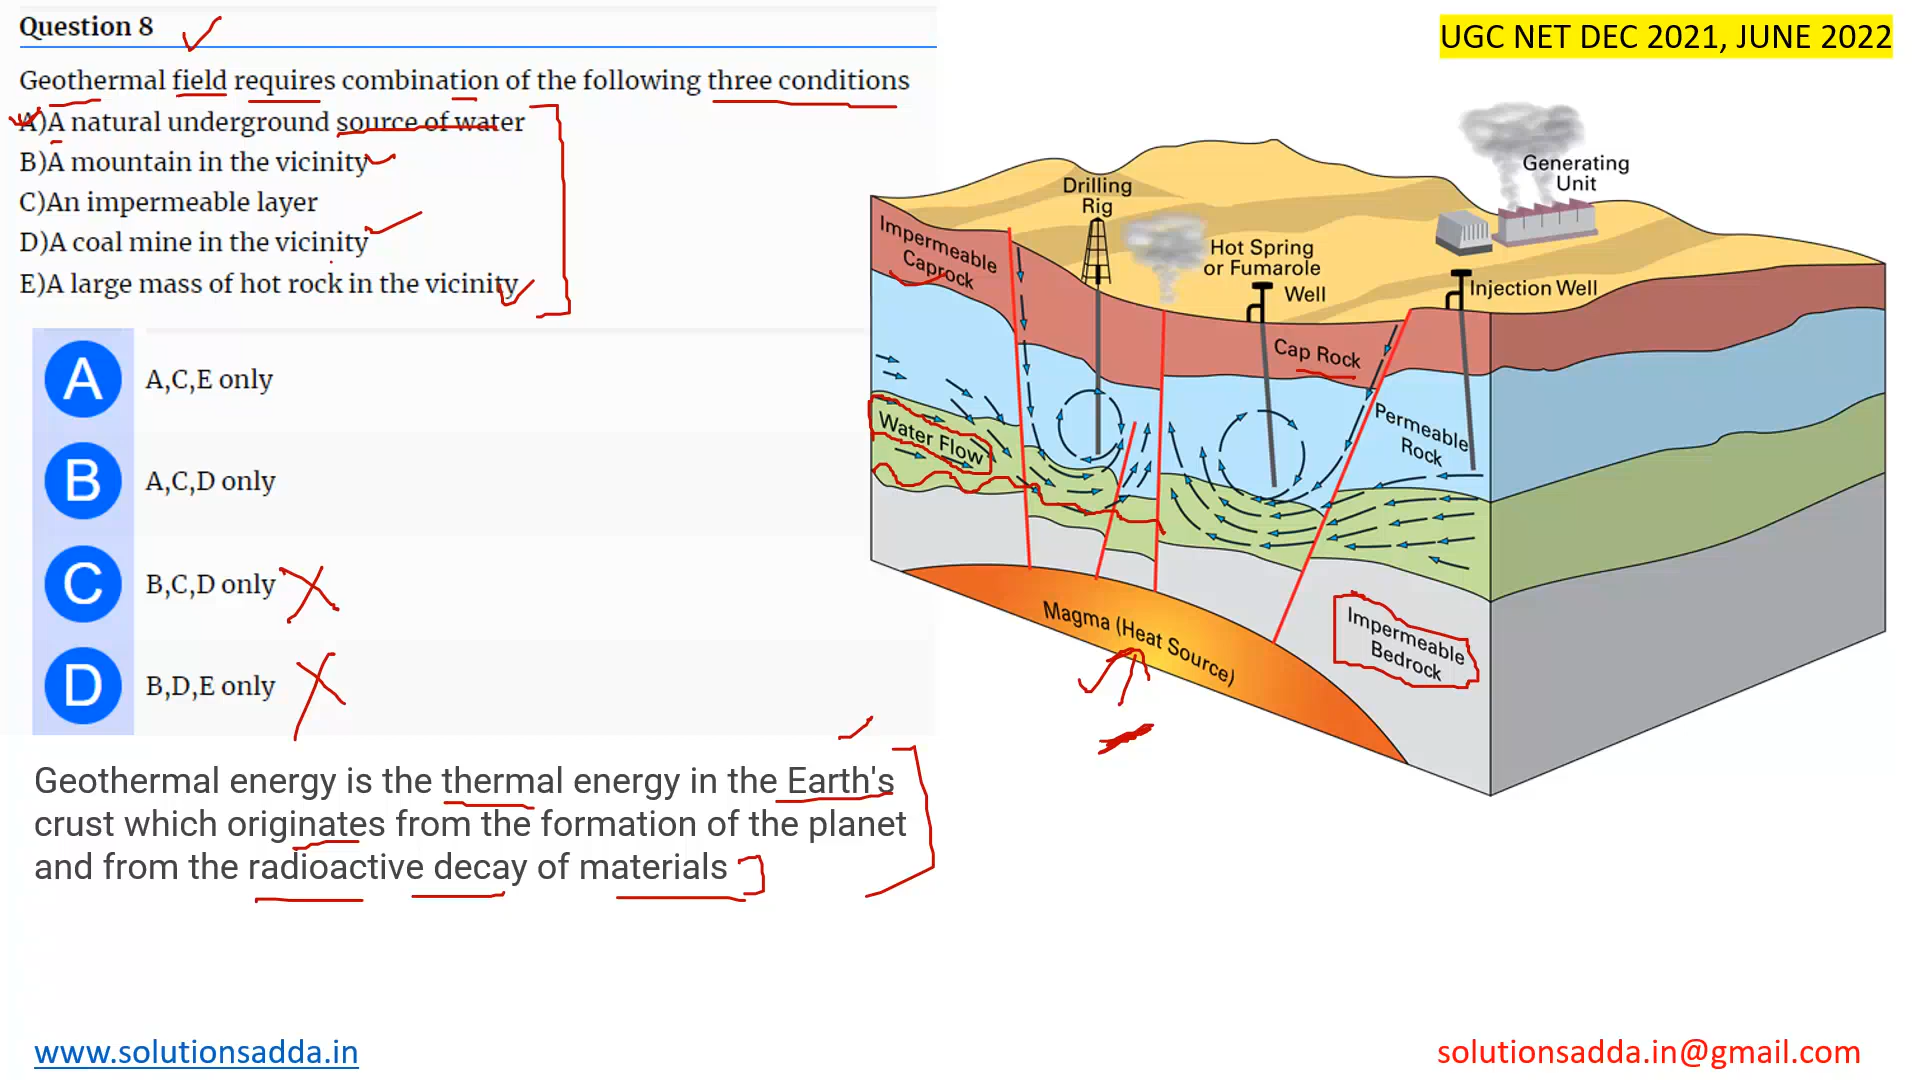 Question 8
UGC NET DEC 2021, JUNE 2022
Geothermal field requires combination of the following three conditions
A)A natural underground source of water
B)A mountain in the vicinity
C)An impermeable layer
D)A coal mine in the vicinity
E)A large mass of hot rock in the vicinity
A A,C,E only
B A,C,D only
C B,C,D only
D B,D,E only
Geothermal energy is the thermal energy in the Earth's
crust which originates from the formation of the planet
and from the radioactive decay of materials
Generating
Unit
Drilling
Rig
Impermeable
Caprock
Hot Spring
or Fumarole
Well
Injection Well
Cap Rock
Water Flow
Permeable
Rock
Magma (Heat Source)
Impermeable
Bedrock
www.solutionsadda.in
solutionsadda.in@gmail.com